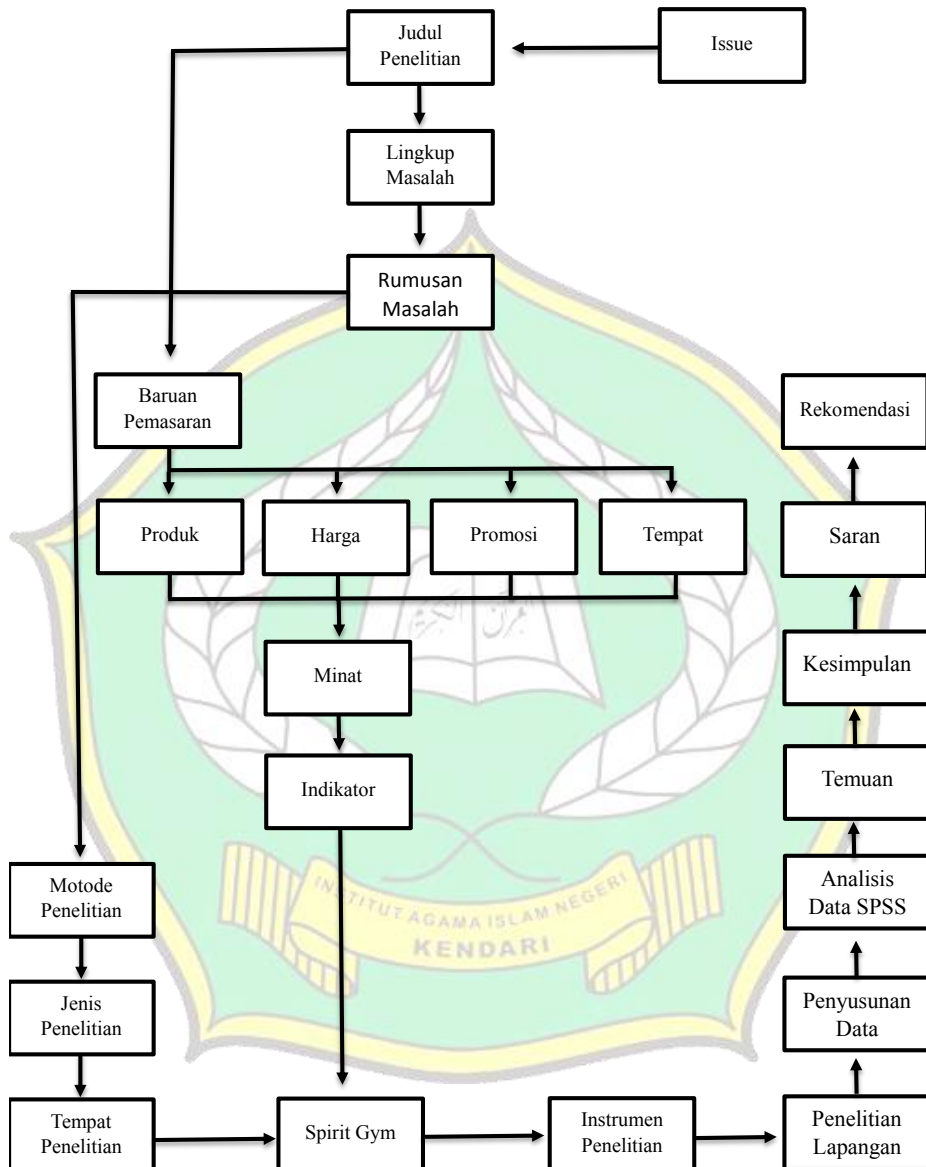 Judul
Penelitian
Issue
Lingkup
Masalah
Rumusan
Masalah
Baruan
Pemasaran
Rekomendasi
Produk
Harga
Promosi
Tempat
Saran
Minat
Kesimpulan
Indikator
Temuan
Motode
Penelitian
Analisis
Data SPSS
INSTITUT AGAMA ISLAM NEGERI
KENDARI
Jenis
Penelitian
Penyusunan
Data
Tempat
Penelitian
Spirit Gym
Instrumen
Penelitian
Penelitian
Lapangan